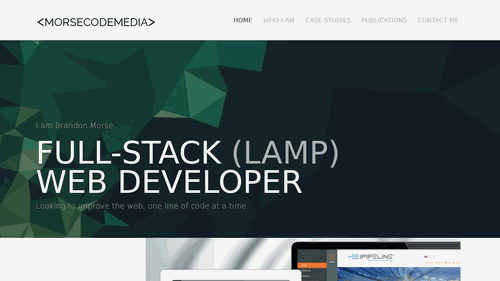 <MORSECODEMEDIA>
HOME WHO I AM CASE STUDIES PUBLICATIONS CONTACT ME
I am Brandon Morse
FULL-STACK (LAMP)
WEB DEVELOPER
Looking to improve the web, one line of code at a time.
IPIPELINE